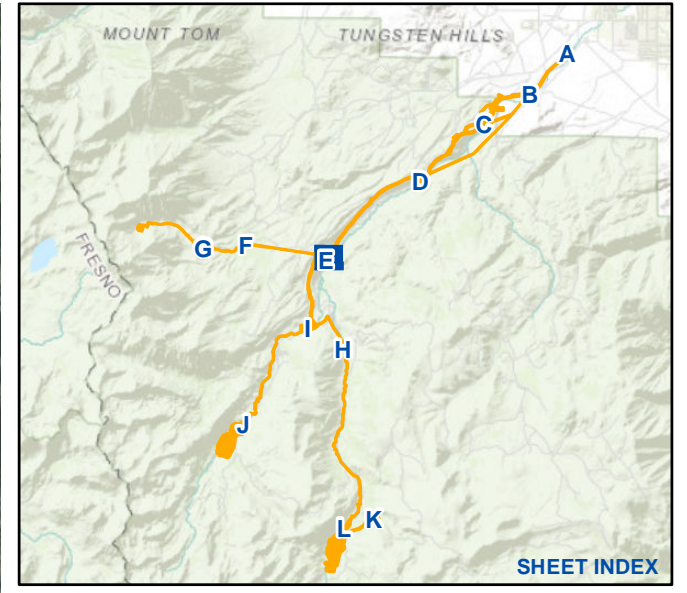 MOUNT TOM
TUNGSTEN HILLS
A
B
C
D
FRESNO
G
F
E
I
H
J
K
L
SHEET INDEX